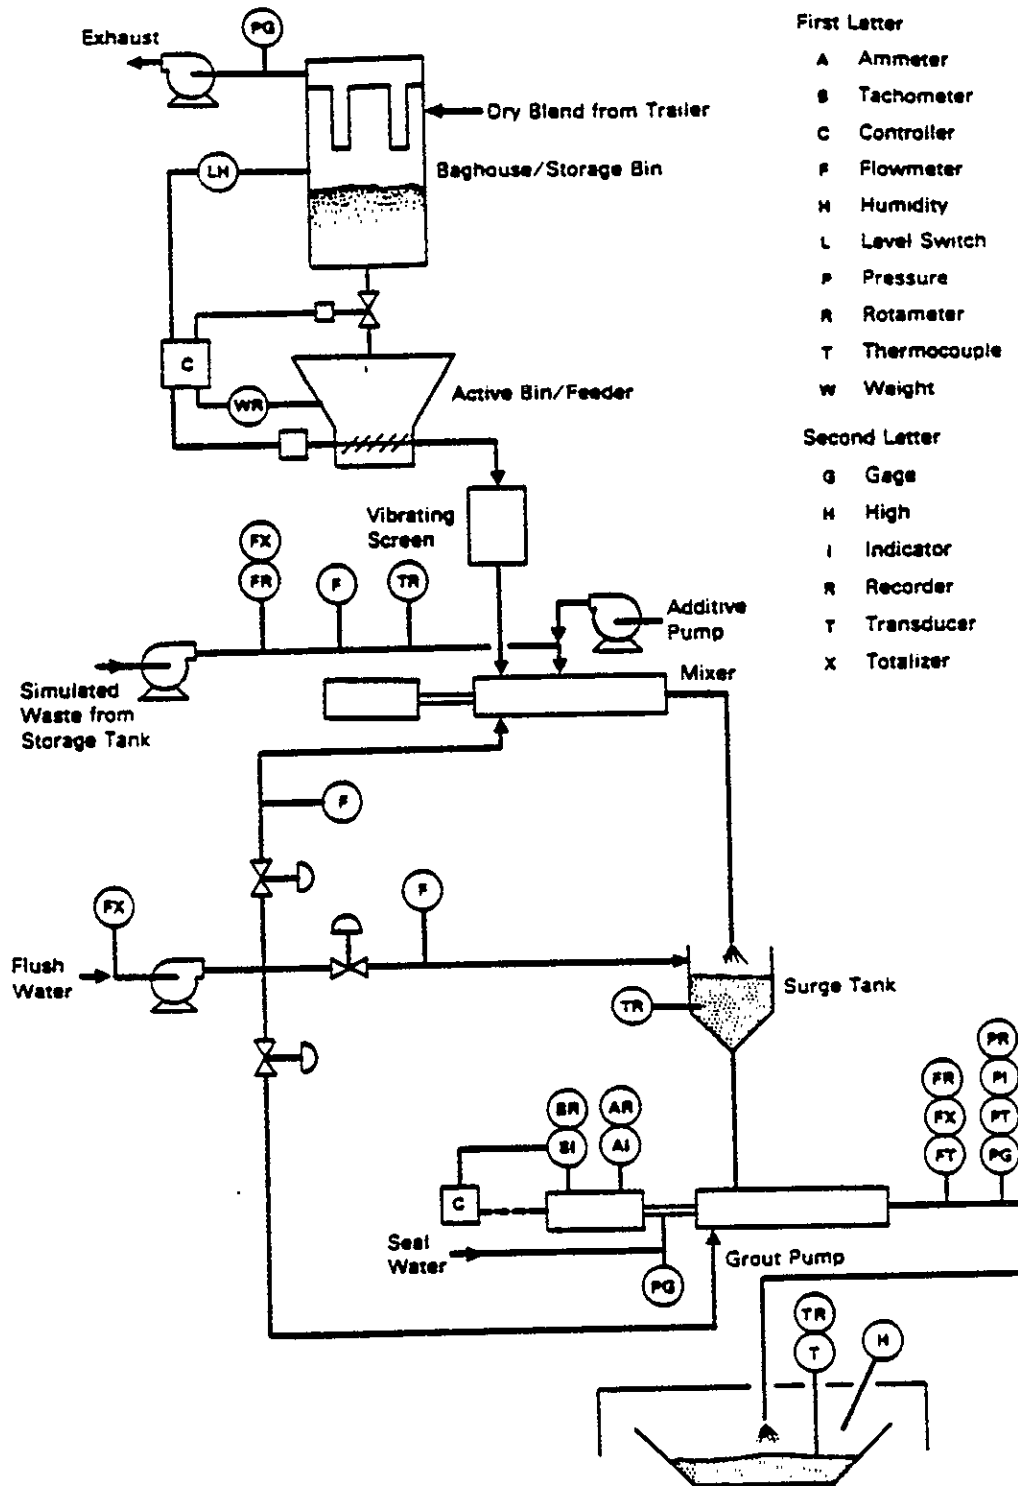 PG
Exhaust
Dry Blend from Trailer
LH
Baghouse/Storage Bin
C
WR
Active Bin/Feeder
Vibrating
Screen
FX
FR
F
TR
Additive
Pump
Simulated
Waste from
Storage Tank
Mixer
F
FX
F
Flush
Water
TR
Surge Tank
SR
SI
AR
AI
FR
FX
FT
PR
PI
PT
PG
C
Seal
Water
PG
Grout Pump
TR
T
H
First Letter
A Ammeter
S Tachometer
C Controller
F Flowmeter
H Humidity
L Level Switch
P Pressure
R Rotameter
T Thermocouple
W Weight
Second Letter
G Gage
H High
I Indicator
R Recorder
T Transducer
X Totalizer